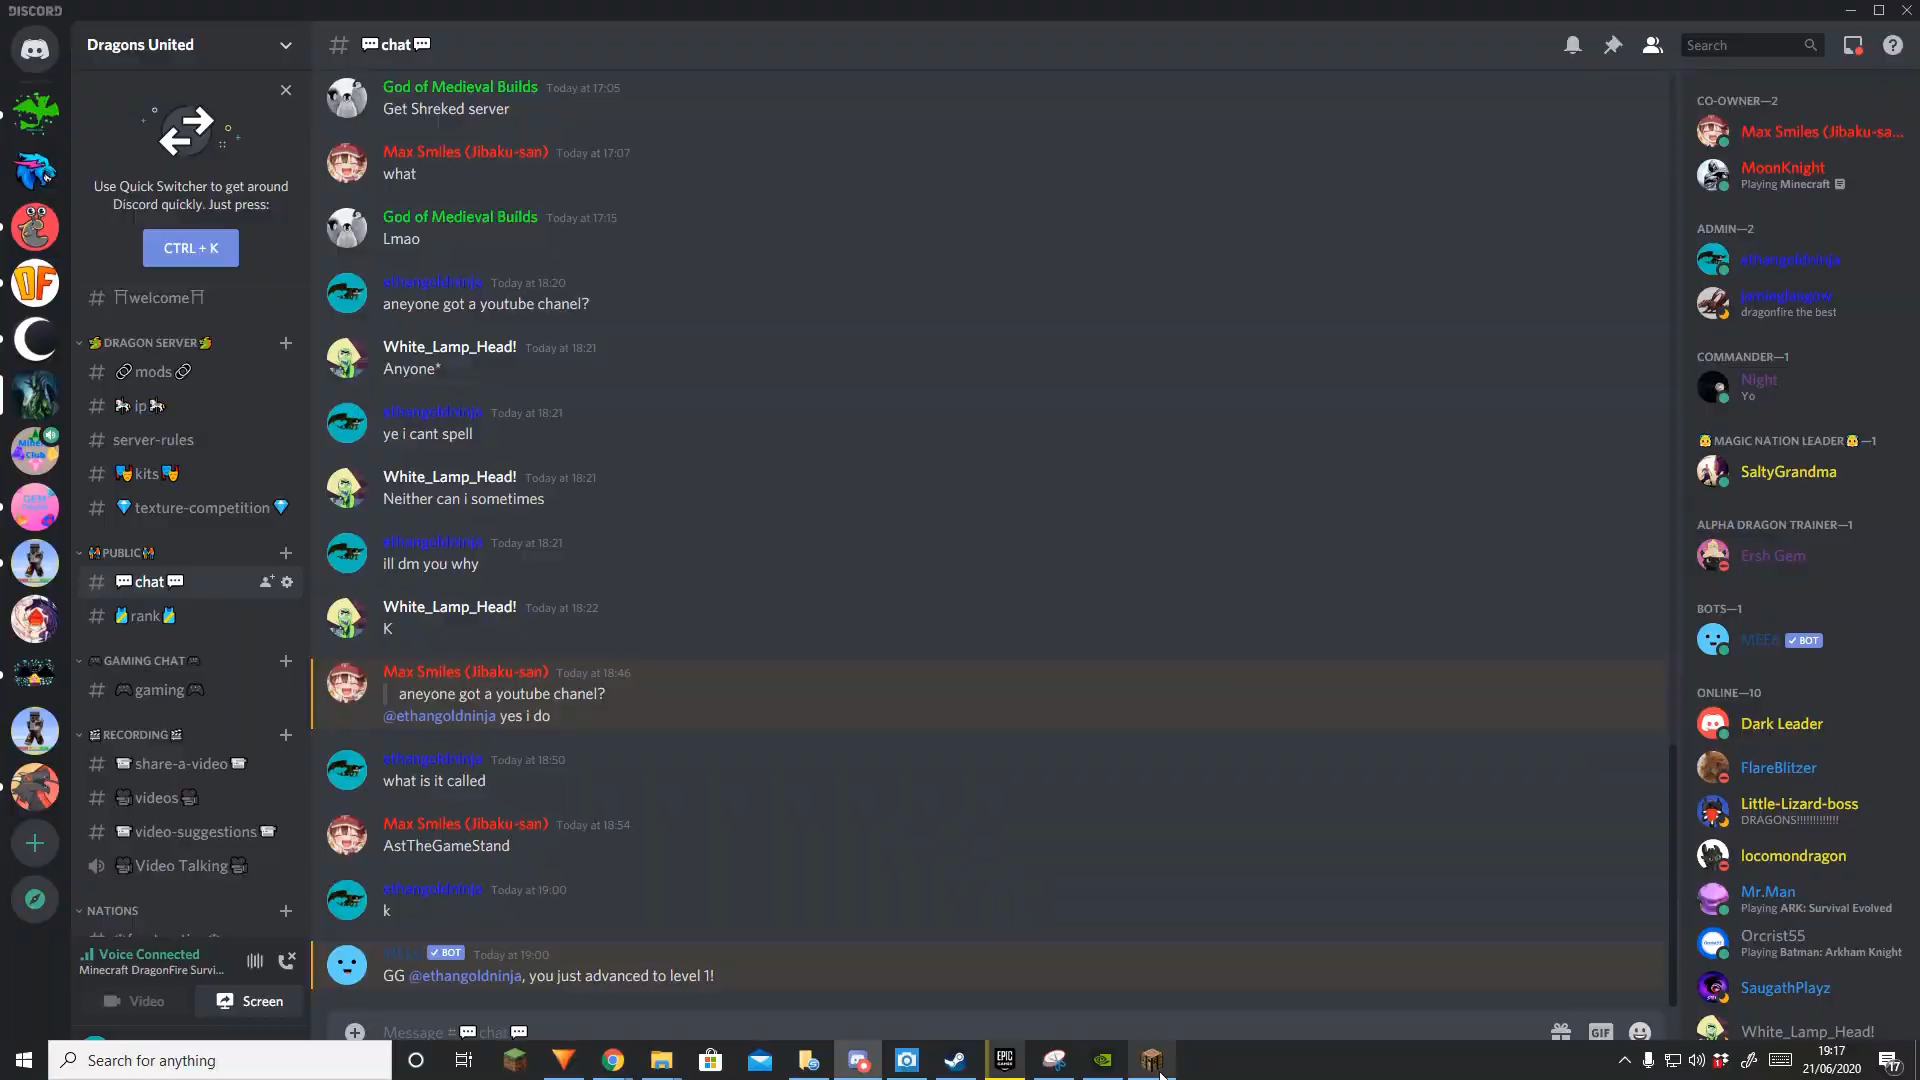 DISCORD
Dragons United
Use Quick Switcher to get around
Discord quickly. Just press:
CTRL + K
welcome
DRAGON SERVER
mods
ip
server-rules
kits
texture-competition
PUBLIC
chat
rank
GAMING CHAT
gaming
RECORDING
share-a-video
videos
video-suggestions
Video Talking
NATIONS
Voice Connected
Minecraft DragonFire Survi...
Video
Screen
# chat
Search
God of Medieval Builds Today at 17:05
Get Shreked server
Max Smiles (Jibaku-san) Today at 17:07
what
God of Medieval Builds Today at 17:15
Lmao
ethangoldninja Today at 18:20
aneyone got a youtube chanel?
White_Lamp_Head! Today at 18:21
Anyone*
ethangoldninja Today at 18:21
ye i cant spell
White_Lamp_Head! Today at 18:21
Neither can i sometimes
ethangoldninja Today at 18:21
ill dm you why
White_Lamp_Head! Today at 18:22
K
Max Smiles (Jibaku-san) Today at 18:46
aneyone got a youtube chanel?
@ethangoldninja yes i do
ethangoldninja Today at 18:50
what is it called
Max Smiles (Jibaku-san) Today at 18:54
AstTheGameStand
ethangoldninja Today at 19:00
k
MEE6 BOT Today at 19:00
GG @ethangoldninja, you just advanced to level 1!
Message # chat
GIF
CO-OWNER—2
Max Smiles (Jibaku-sa...
MoonKnight
Playing Minecraft
ADMIN—2
ethangoldninja
jamieglasgow
dragonfire the best
COMMANDER—1
Night
Yo
MAGIC NATION LEADER—1
SaltyGrandma
ALPHA DRAGON TRAINER—1
Ersh Gem
BOTS—1
MEE6 BOT
ONLINE—10
Dark Leader
FlareBlitzer
Little-Lizard-boss
DRAGONS!!!!!!!!!!!!!
locomondragon
Mr.Man
Playing ARK: Survival Evolved
Orcrist55
Playing Batman: Arkham Knight
SaugathPlayz
White_Lamp_Head!
Search for anything
EPIC GAMES
19:17
21/06/2020
17